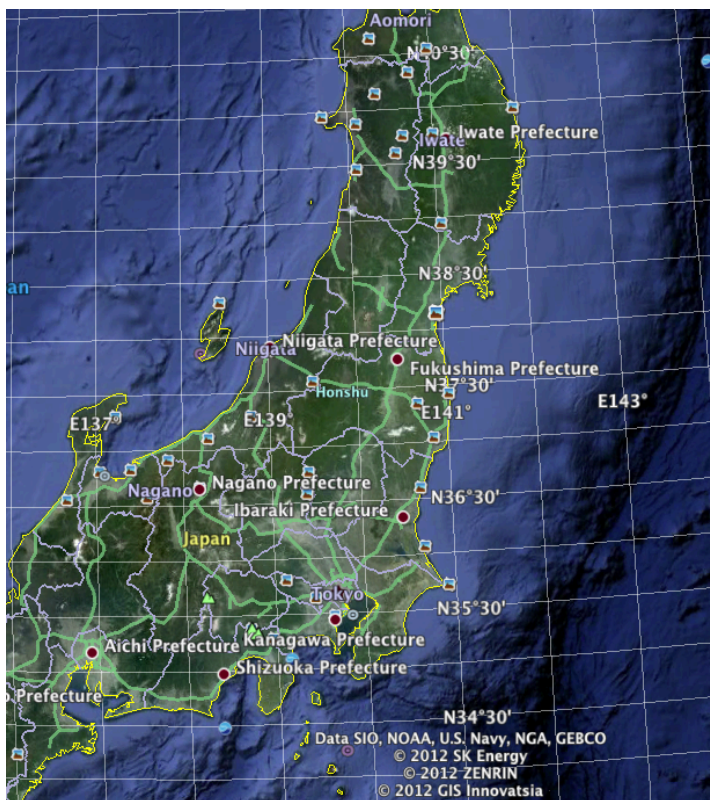 Aomori
N40°30'
Iwate Prefecture
Iwate
N39°30'
N38°30'
an
Niigata Prefecture
Niigata
Fukushima Prefecture
N37°30'
Honshu
E143°
E137°
E139°
E141°
Nagano Prefecture
Nagano
N36°30'
Ibaraki Prefecture
Japan
Tokyo
N35°30'
Kanagawa Prefecture
Aichi Prefecture
Shizuoka Prefecture
o Prefecture
N34°30'
Data SIO, NOAA, U.S. Navy, NGA, GEBCO
© 2012 SK Energy
© 2012 ZENRIN
© 2012 GIS Innovatsia